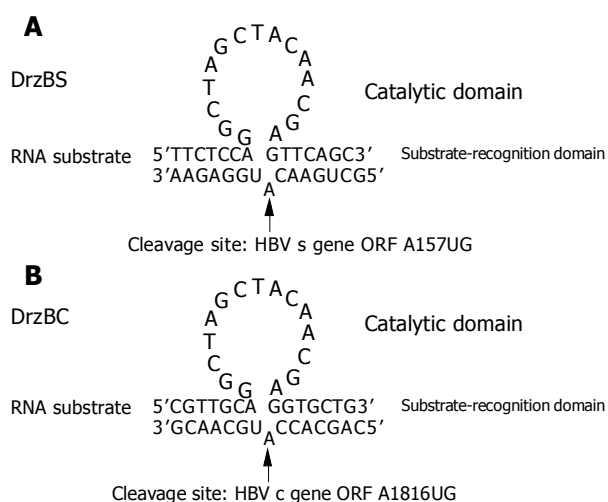 A
GGCTAGCTACAACGA
DrzBS
Catalytic domain
RNA substrate 5'TTCTCCA GTTCAGC3' Substrate-recognition domain
3'AAGAGGU A CAAGUCG5'
Cleavage site: HBV s gene ORF A157UG
B
GGCTAGCTACAACGA
DrzBC
Catalytic domain
RNA substrate 5'CGTTGCA GGTGCTG3' Substrate-recognition domain
3'GCAACGU A CCACGAC5'
Cleavage site: HBV c gene ORF A1816UG